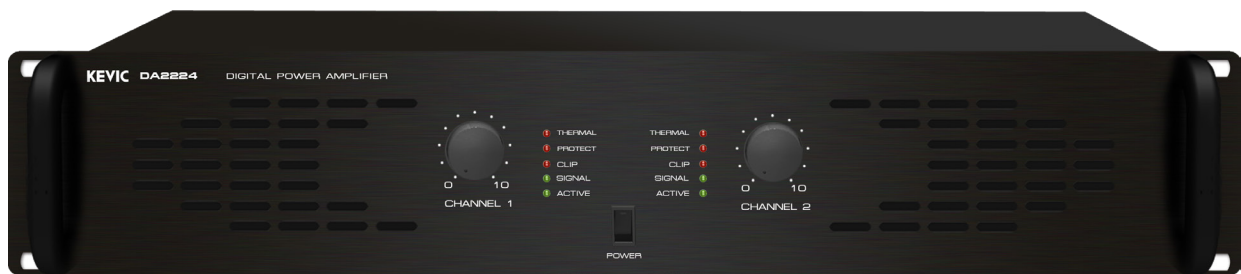 KEVIC DA2224 DIGITAL POWER AMPLIFIER
THERMAL THERMAL
PROTECT PROTECT
CLIP CLIP
SIGNAL SIGNAL
ACTIVE ACTIVE
0 10
CHANNEL 1
0 10
CHANNEL 2
POWER